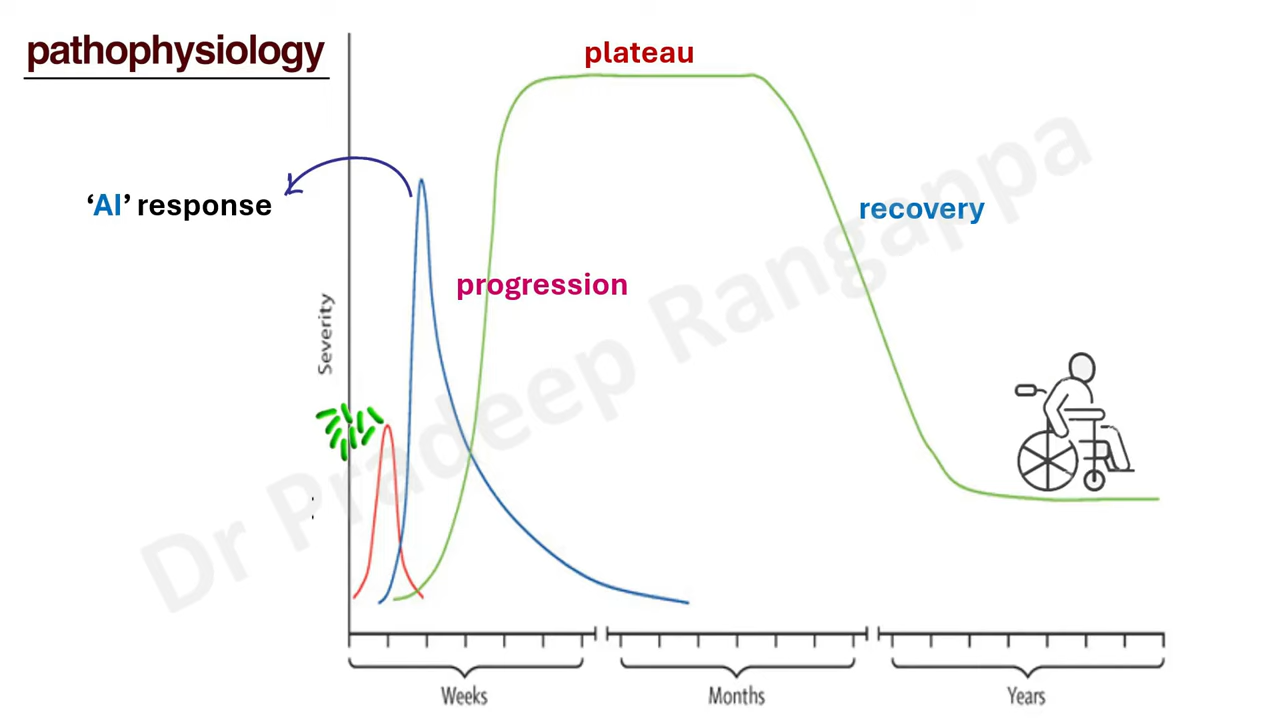 pathophysiology
plateau
‘AI’ response
recovery
progression
Severity
Dr Pradeep Rangappa
Weeks
Months
Years